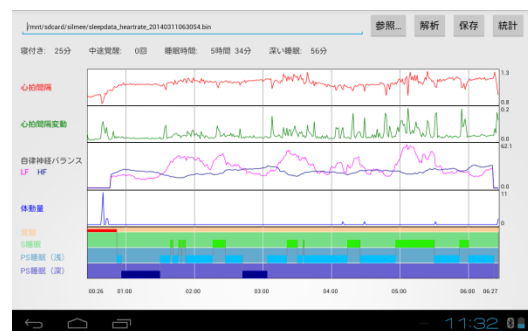 /mnt/sdcard/silmee/sleepdata_heartrate_20140311063054.bin
参照... 解析 保存 統計
寝付き: 25分 中途覚醒: 0回 睡眠時間: 5時間 34分 深い睡眠: 56分
心拍間隔 1.3
0.8
心拍間隔変動 0.2
0.0
自律神経バランス 62.1
LF HF
0.0
体動量 11
0
覚醒
S睡眠
PS睡眠（浅）
PS睡眠（深）
00:26 01:00 02:00 03:00 04:00 05:00 06:00 06:27
11:32